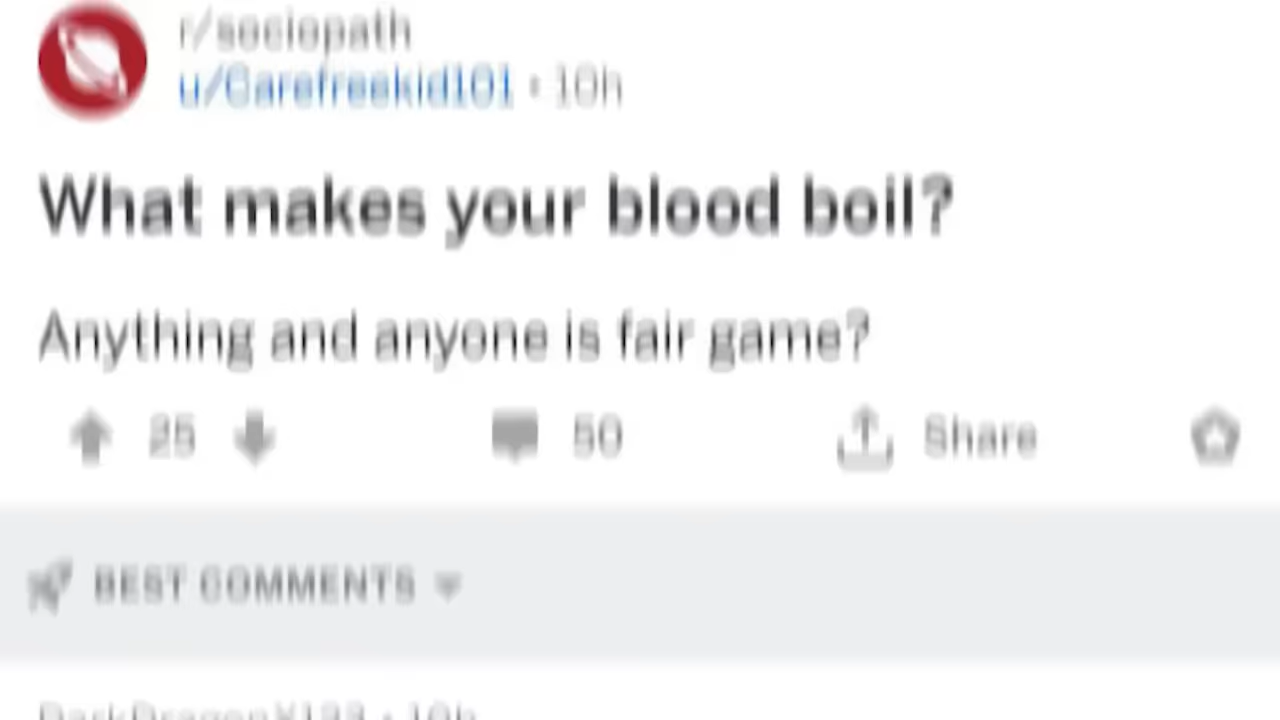 r/sociopath
u/Carefreekid101 • 10h
What makes your blood boil?
Anything and anyone is fair game?
25 50 Share
BEST COMMENTS
• 10h